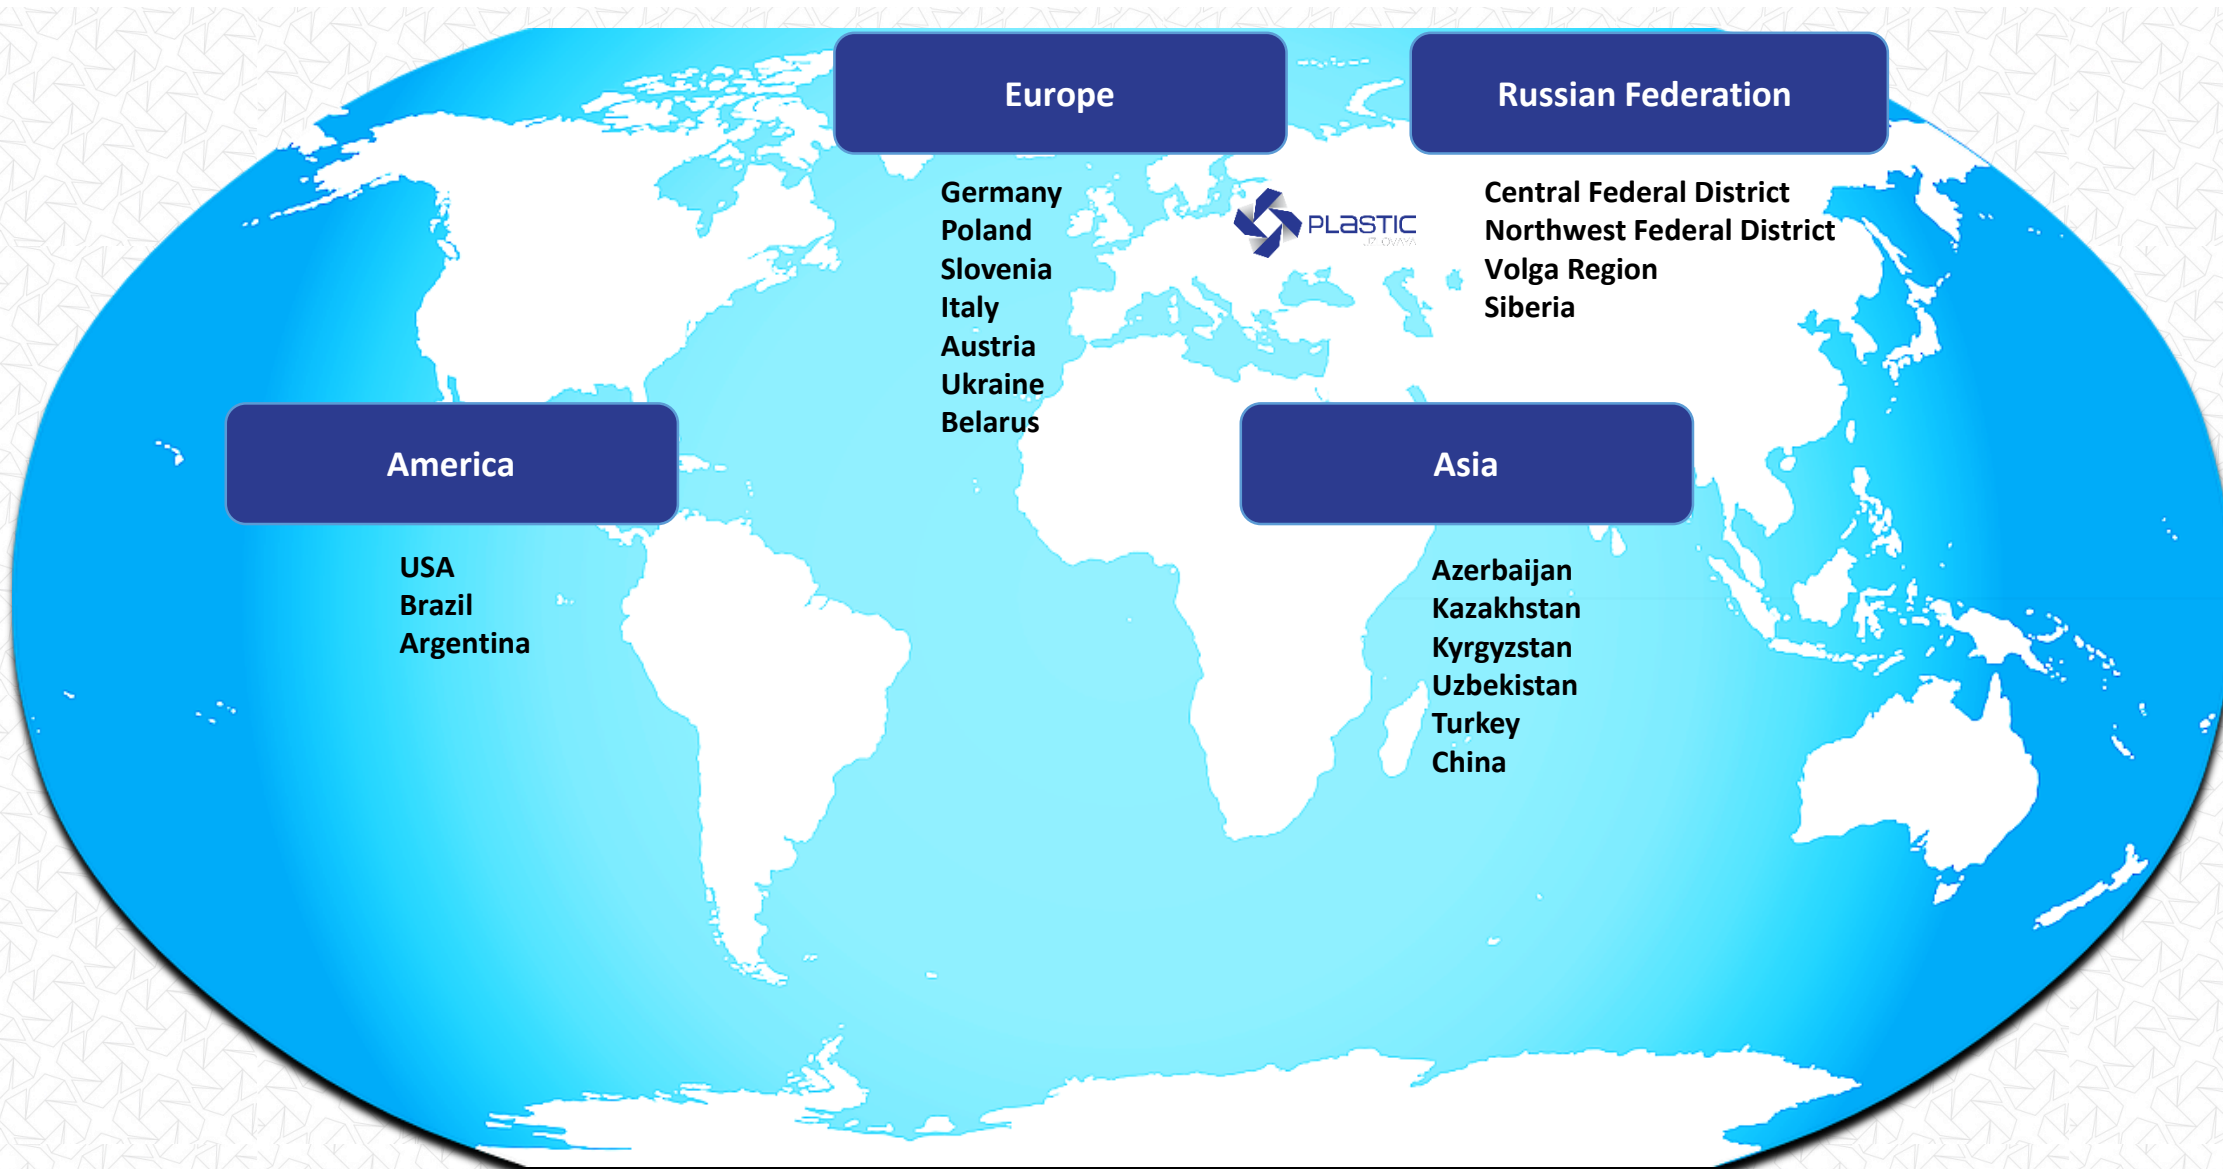 Europe
Germany
Poland
Slovenia
Italy
Austria
Ukraine
Belarus
PLaSTIC
UZLOVAYA
Russian Federation
Central Federal District
Northwest Federal District
Volga Region
Siberia
America
USA
Brazil
Argentina
Asia
Azerbaijan
Kazakhstan
Kyrgyzstan
Uzbekistan
Turkey
China